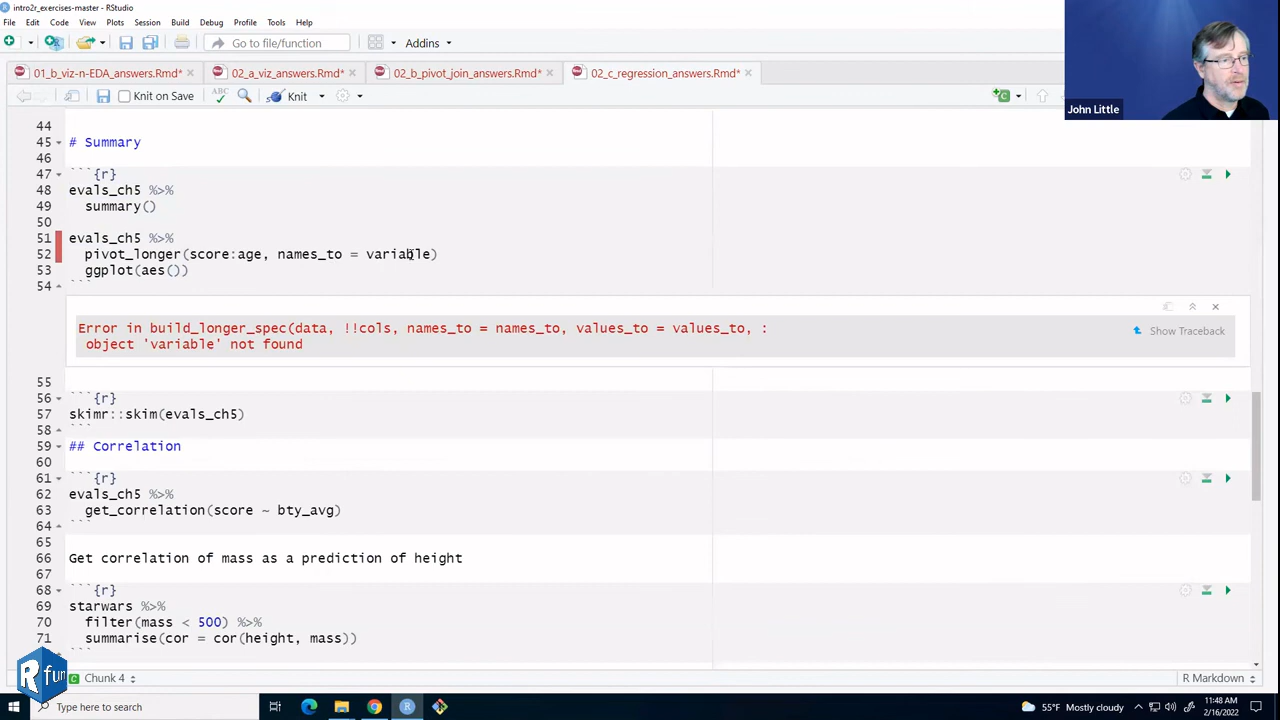 intro2r_exercises-master - RStudio
File Edit Code View Plots Session Build Debug Profile Tools Help
Go to file/function Addins
01_b_viz-n-EDA_answers.Rmd* 02_a_viz_answers.Rmd* 02_b_pivot_join_answers.Rmd* 02_c_regression_answers.Rmd*
Knit on Save ABC Knit
John Little
44
45 # Summary
46
47 ```{r}
48 evals_ch5 %>%
49 summary()
50
51 evals_ch5 %>%
52 pivot_longer(score:age, names_to = variable)
53 ggplot(aes())
54 ```
Error in build_longer_spec(data, !!cols, names_to = names_to, values_to = values_to, :
object 'variable' not found
Show Traceback
55
56 ```{r}
57 skimr::skim(evals_ch5)
58 ```
59 ## Correlation
60
61 ```{r}
62 evals_ch5 %>%
63 get_correlation(score ~ bty_avg)
64 ```
65
66 Get correlation of mass as a prediction of height
67
68 ```{r}
69 starwars %>%
70 filter(mass < 500) %>%
71 summarise(cor = cor(height, mass))
```
R fun
Chunk 4 R Markdown
Type here to search
55°F Mostly cloudy
11:48 AM
2/16/2022